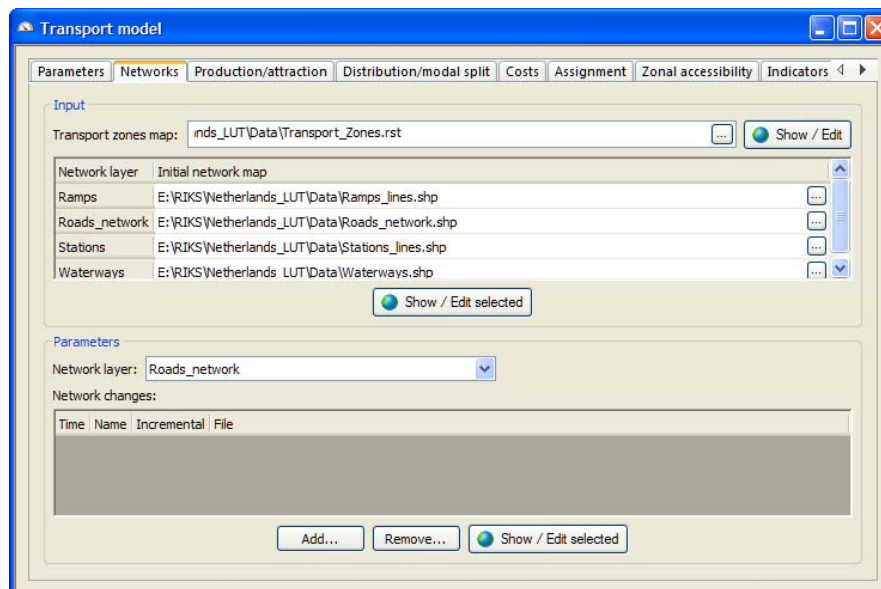 Transport model
Parameters Networks Production/attraction Distribution/modal split Costs Assignment Zonal accessibility Indicators
Input
Transport zones map: nds_LUT\Data\Transport_Zones.rst ... Show / Edit
Network layer Initial network map
Ramps E:\RIKS\Netherlands_LUT\Data\Ramps_lines.shp ...
Roads_network E:\RIKS\Netherlands_LUT\Data\Roads_network.shp ...
Stations E:\RIKS\Netherlands_LUT\Data\Stations_lines.shp ...
Waterways E:\RIKS\Netherlands_LUT\Data\Waterways.shp ...
Show / Edit selected
Parameters
Network layer: Roads_network
Network changes:
Time Name Incremental File
Add... Remove... Show / Edit selected